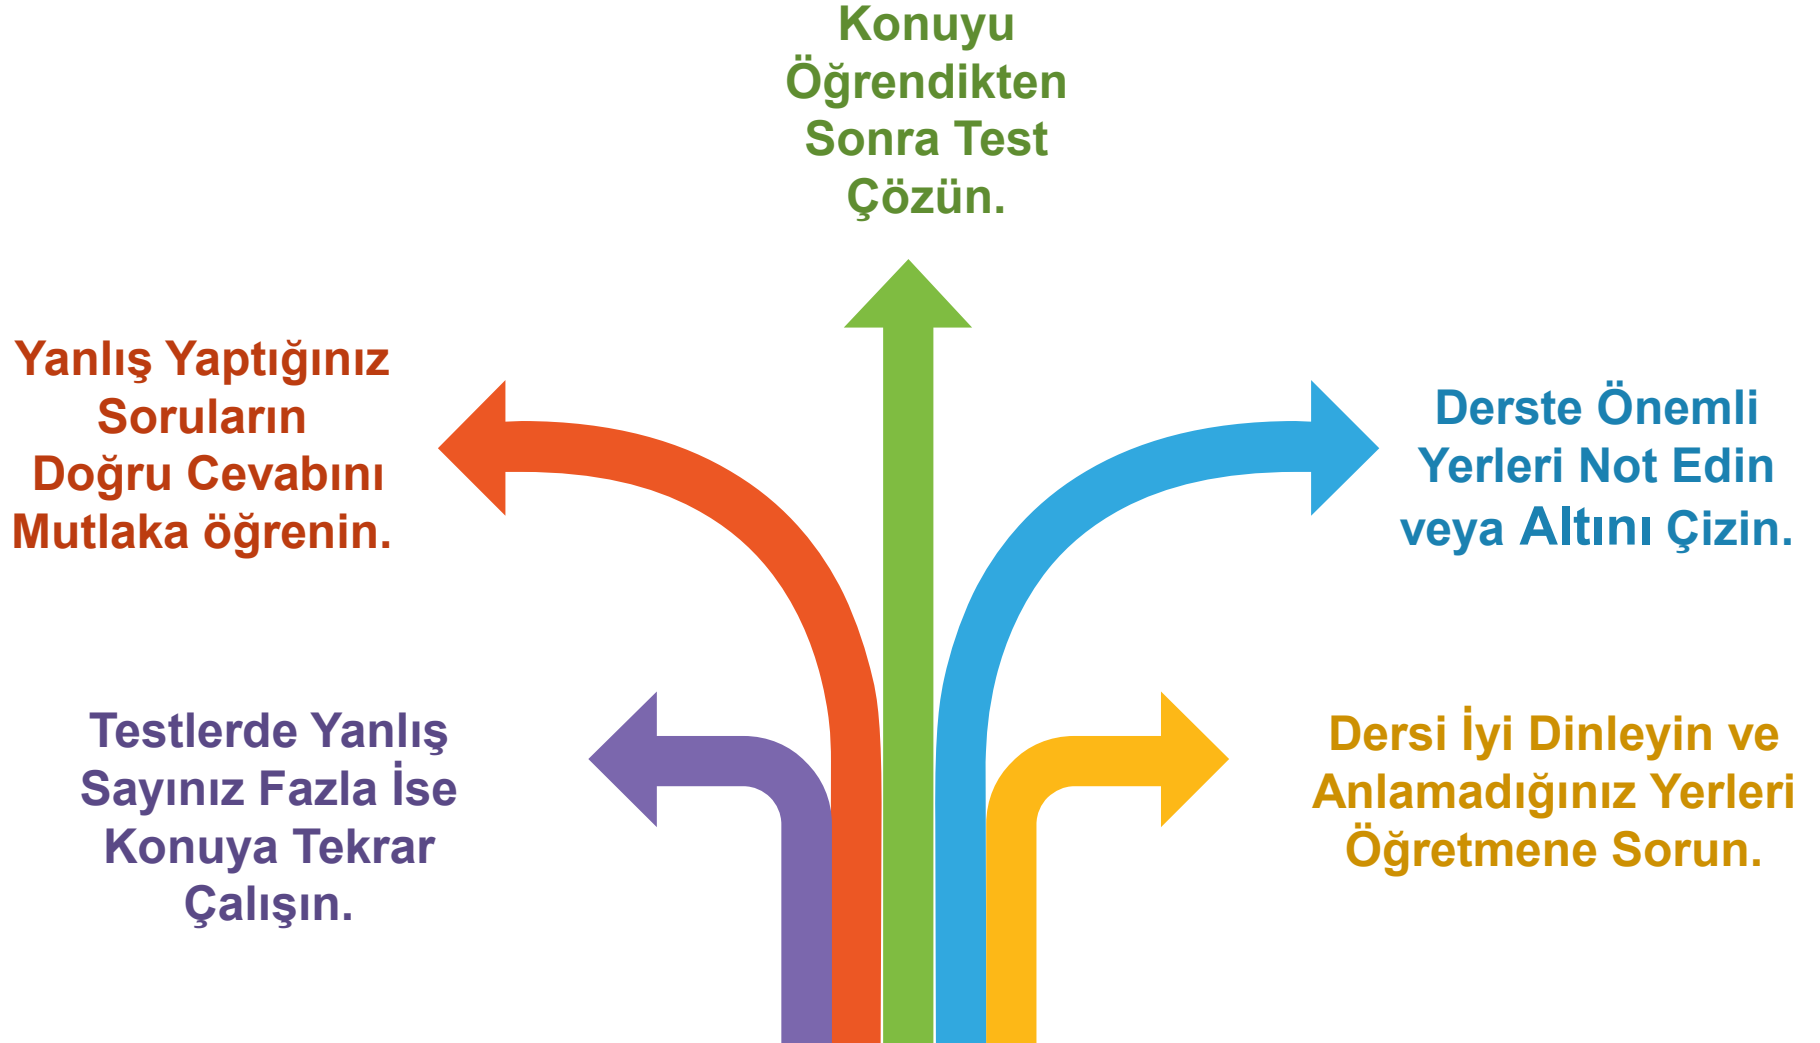 Konuyu
Öğrendikten
Sonra Test
Çözün.
Yanlış Yaptığınız
Soruların
Doğru Cevabını
Mutlaka öğrenin.
Derste Önemli
Yerleri Not Edin
veya Altını Çizin.
Testlerde Yanlış
Sayınız Fazla İse
Konuya Tekrar
Çalışın.
Dersi İyi Dinleyin ve
Anlamadığınız Yerleri
Öğretmene Sorun.